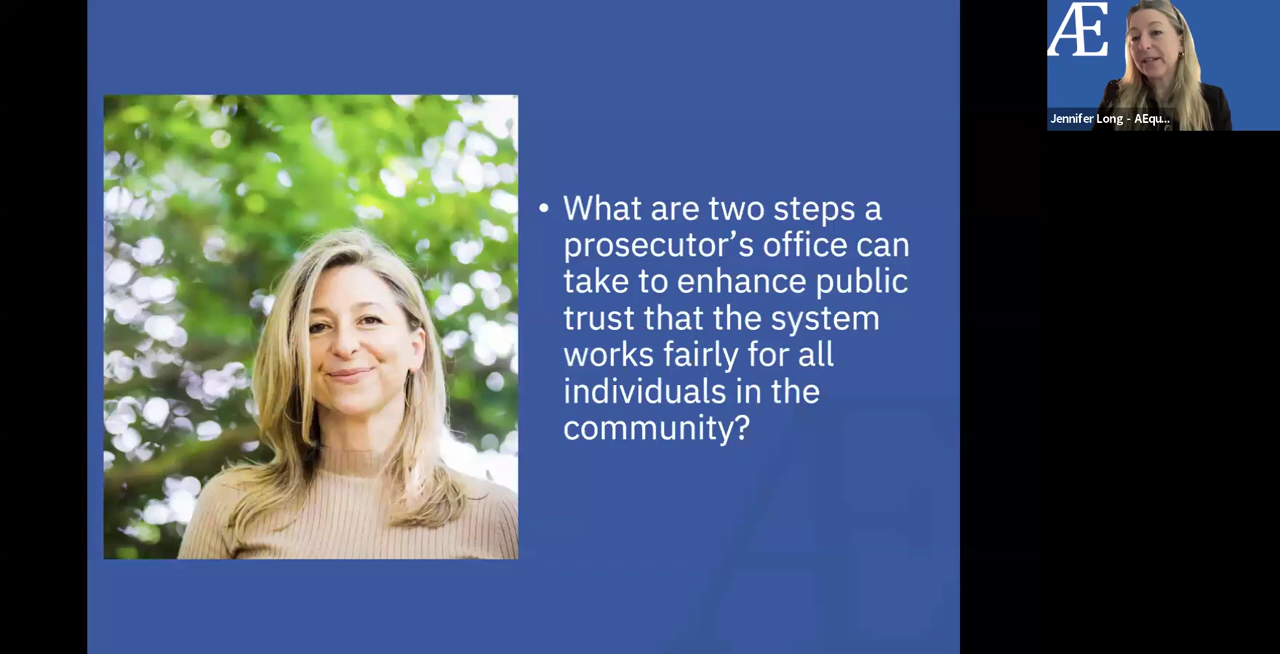 • What are two steps a
prosecutor’s office can
take to enhance public
trust that the system
works fairly for all
individuals in the
community?
Æ
Jennifer Long - AEqu...
Æ